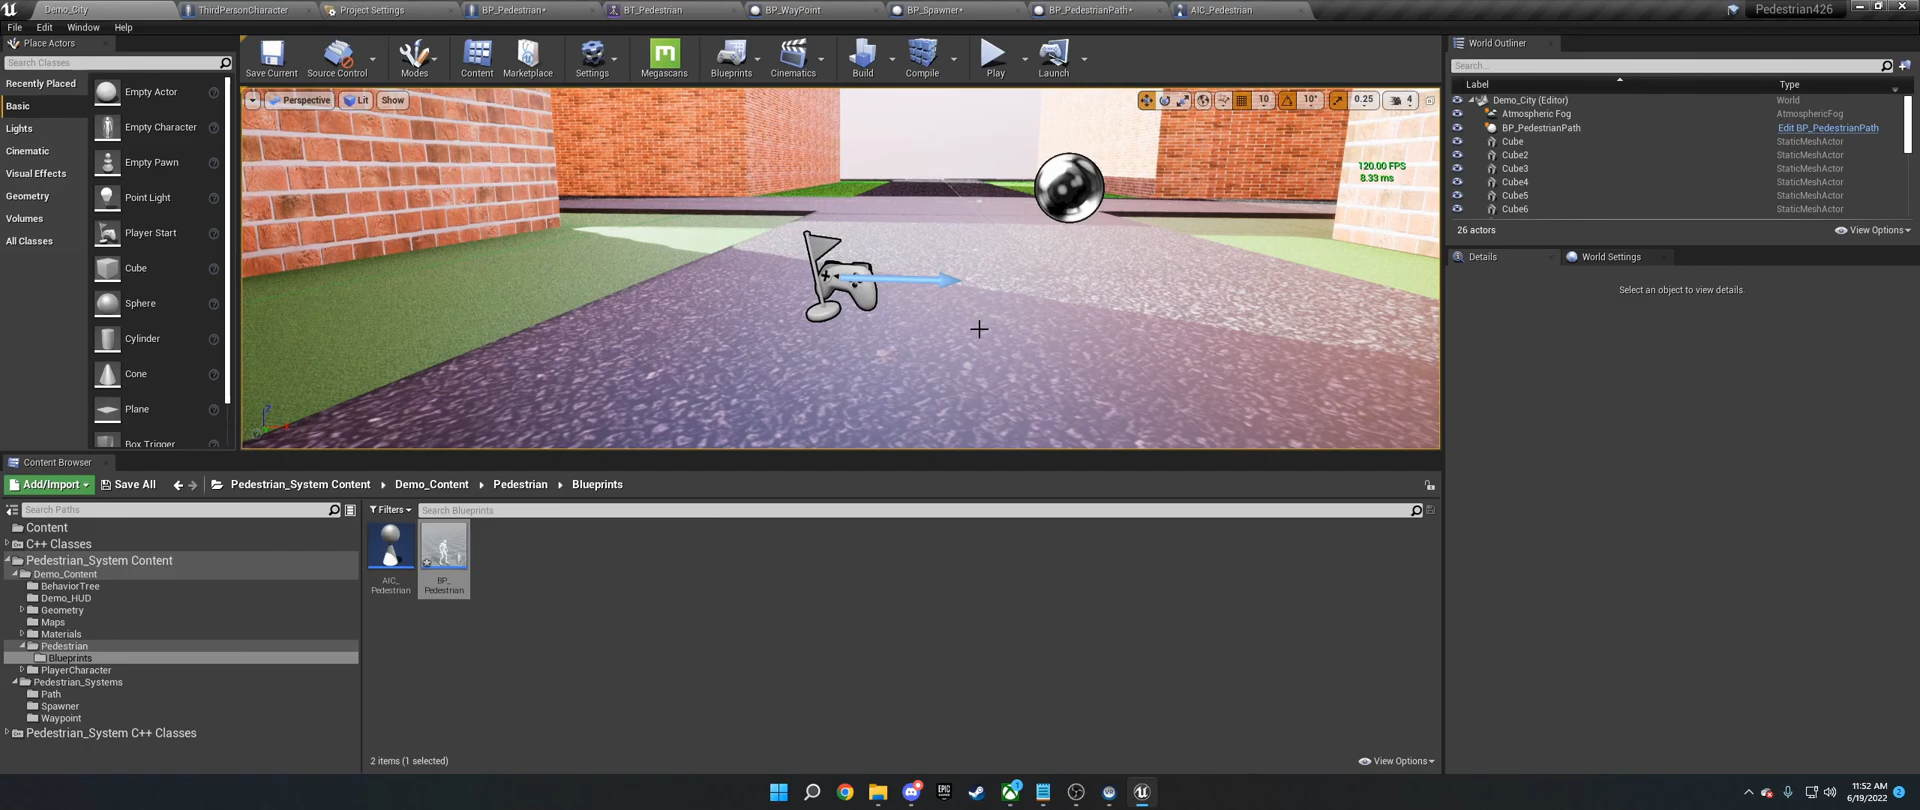 Demo_City
ThirdPersonCharacter
Project Settings
BP_Pedestrian*
BT_Pedestrian
BP_WayPoint
BP_Spawner*
BP_PedestrianPath*
AIC_Pedestrian
Pedestrian426
File Edit Window Help
Place Actors
Search Classes
Recently Placed
Basic
Lights
Cinematic
Visual Effects
Geometry
Volumes
All Classes
Empty Actor
Empty Character
Empty Pawn
Point Light
Player Start
Cube
Sphere
Cylinder
Cone
Plane
Box Trigger
Save Current
Source Control
Modes
Content
Marketplace
Settings
Megascans
Blueprints
Cinematics
Build
Compile
Play
Launch
Perspective
Lit
Show
10
10°
0.25
4
120.00 FPS
8.33 ms
World Outliner
Search...
Label Type
Demo_City (Editor) World
Atmospheric Fog AtmosphericFog
BP_PedestrianPath Edit BP_PedestrianPath
Cube StaticMeshActor
Cube2 StaticMeshActor
Cube3 StaticMeshActor
Cube4 StaticMeshActor
Cube5 StaticMeshActor
Cube6 StaticMeshActor
26 actors
View Options
Details
World Settings
Select an object to view details.
Content Browser
Add/Import
Save All
Pedestrian_System Content
Demo_Content
Pedestrian
Blueprints
Search Paths
Filters
Search Blueprints
Content
C++ Classes
Pedestrian_System Content
Demo_Content
BehaviorTree
Demo_HUD
Geometry
Maps
Materials
Pedestrian
Blueprints
PlayerCharacter
Pedestrian_Systems
Path
Spawner
Waypoint
Pedestrian_System C++ Classes
AIC_
Pedestrian
BP_
Pedestrian
2 items (1 selected)
View Options
EPIC
GAMES
11:52 AM
6/19/2022